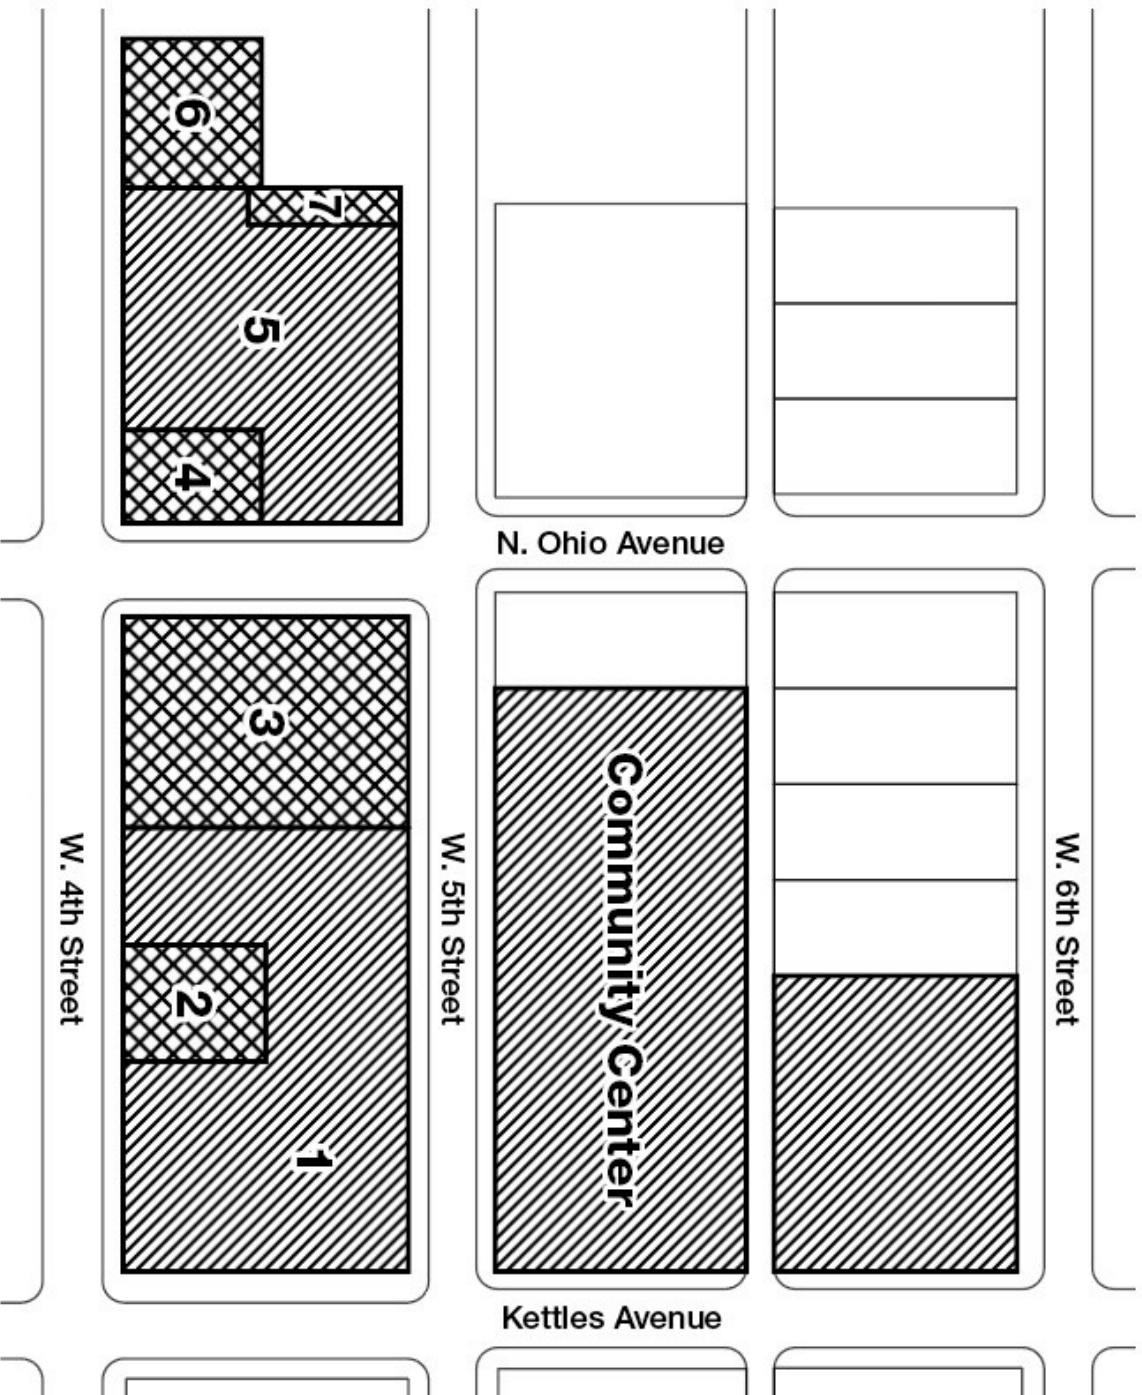 6
7
5
4
N. Ohio Avenue
3
W. 4th Street
W. 5th Street
Community Center
W. 6th Street
2
1
Kettles Avenue